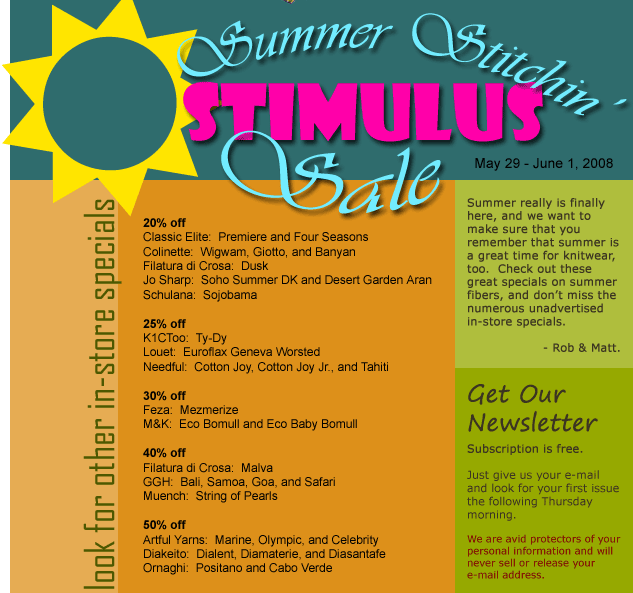 Summer Stitchin'
STIMULUS
Sale
May 29 - June 1, 2008
look for other in-store specials
20% off
Classic Elite: Premiere and Four Seasons
Colinette: Wigwam, Giotto, and Banyan
Filatura di Crosa: Dusk
Jo Sharp: Soho Summer DK and Desert Garden Aran
Schulana: Sojobama
25% off
K1CToo: Ty-Dy
Louet: Euroflax Geneva Worsted
Needful: Cotton Joy, Cotton Joy Jr., and Tahiti
30% off
Feza: Mezmerize
M&K: Eco Bomull and Eco Baby Bomull
40% off
Filatura di Crosa: Malva
GGH: Bali, Samoa, Goa, and Safari
Muench: String of Pearls
50% off
Artful Yarns: Marine, Olympic, and Celebrity
Diakeito: Dialent, Diamaterie, and Diasantafe
Ornaghi: Positano and Cabo Verde
Summer really is finally
here, and we want to
make sure that you
remember that summer is
a great time for knitwear,
too. Check out these
great specials on summer
fibers, and don't miss the
numerous unadvertised
in-store specials.
- Rob & Matt.
Get Our
Newsletter
Subscription is free.
Just give us your e-mail
and look for your first issue
the following Thursday
morning.
We are avid protectors of your
personal information and will
never sell or release your
e-mail address.